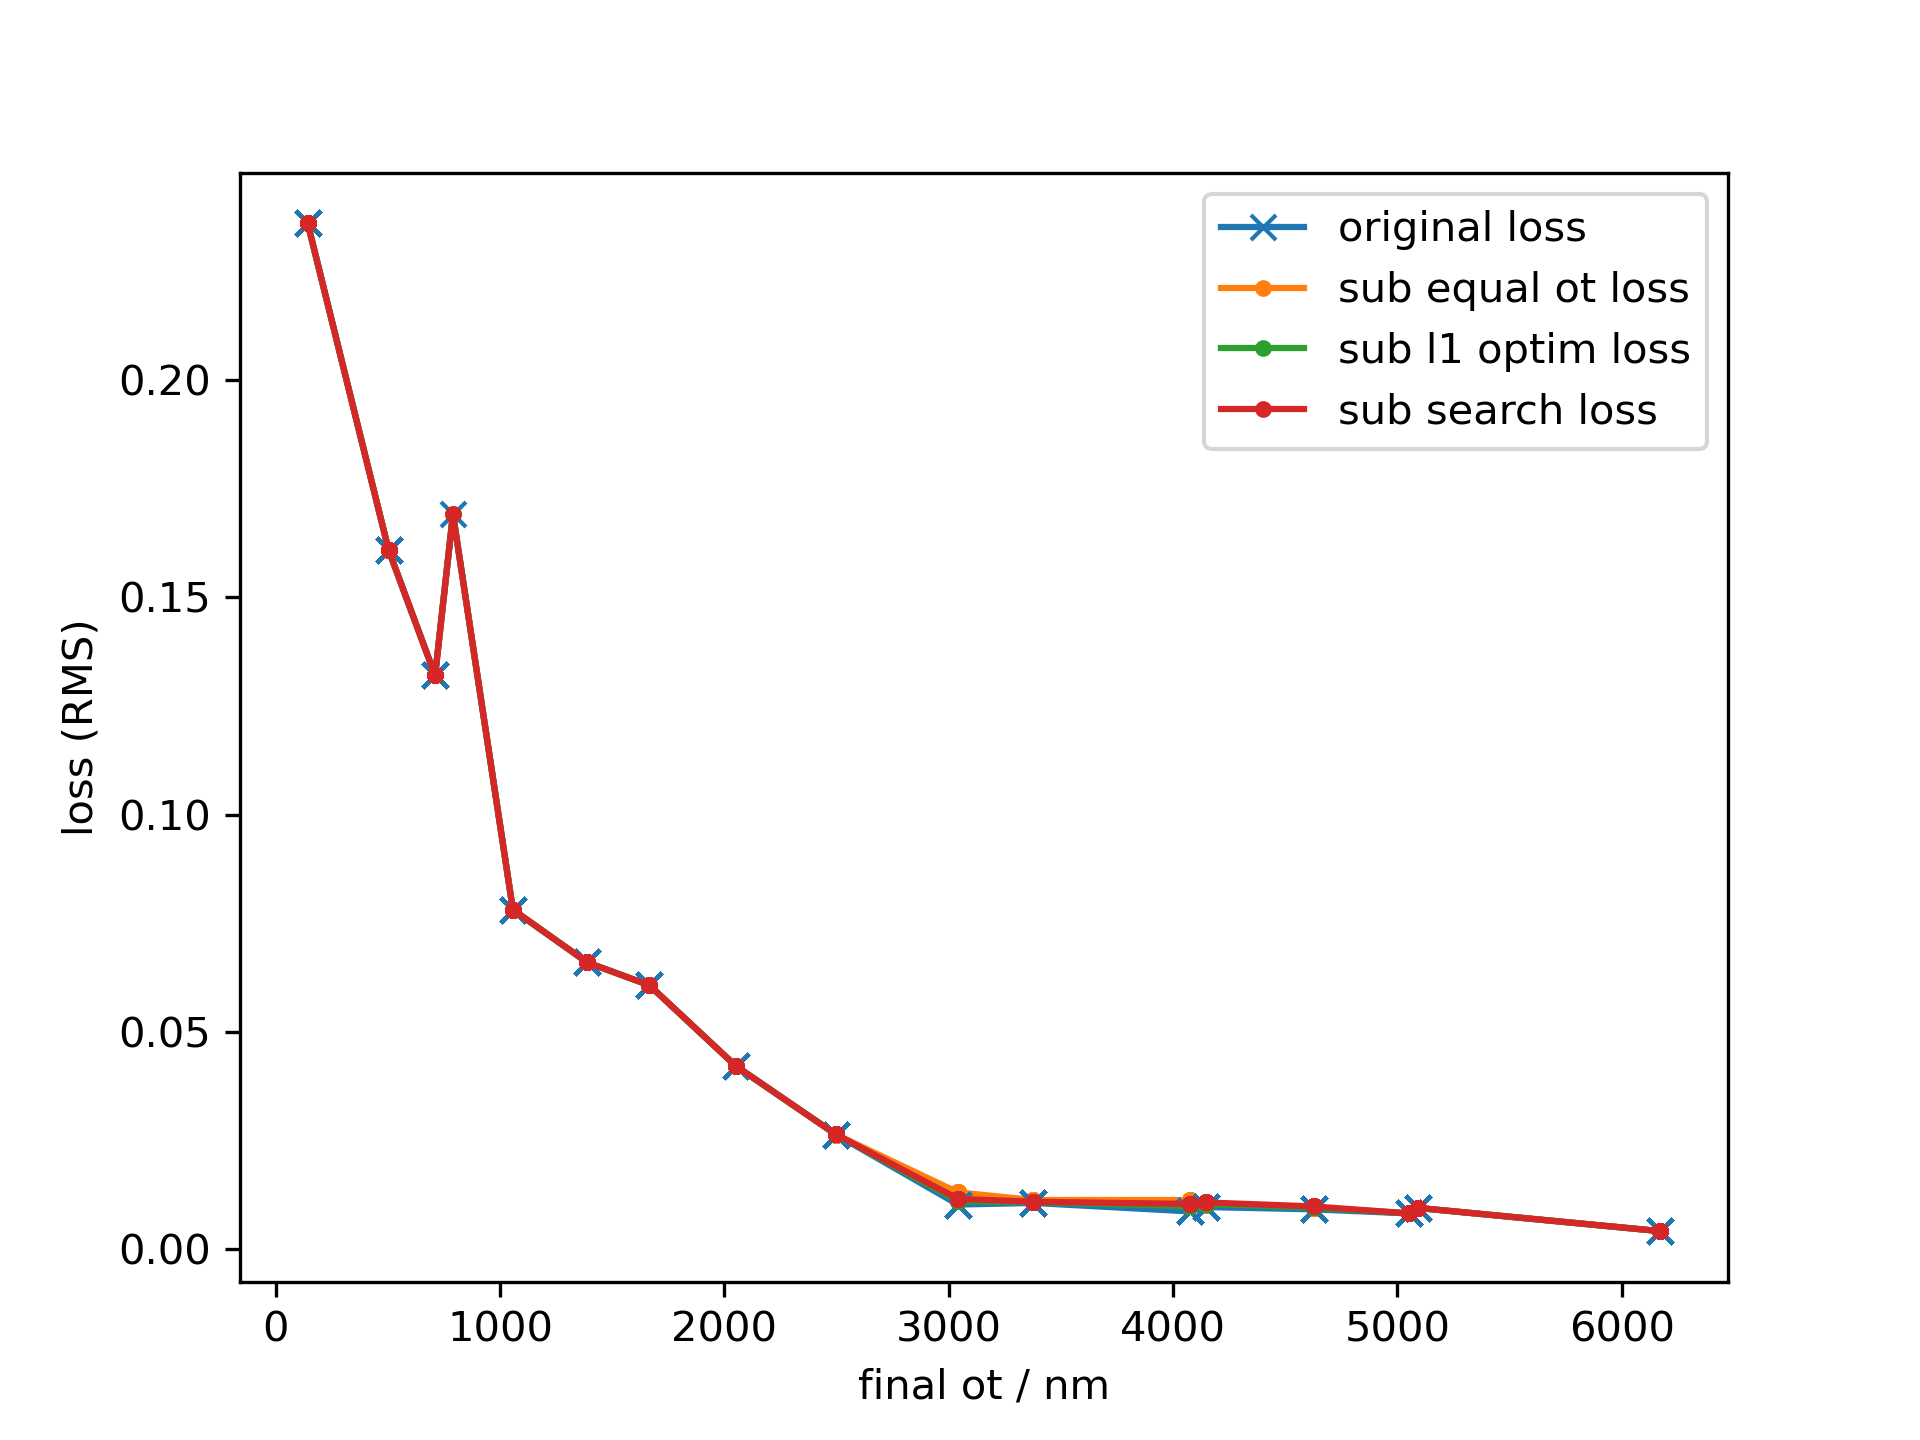 original loss
sub equal ot loss
sub l1 optim loss
sub search loss
0.20
0.15
0.10
0.05
0.00
loss (RMS)
0 1000 2000 3000 4000 5000 6000
final ot / nm